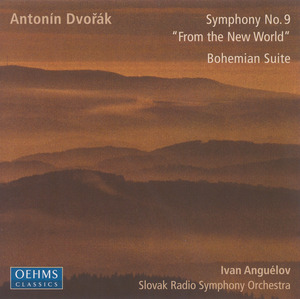 Antonín Dvořák
Symphony No. 9
"From the New World"
Bohemian Suite
Ivan Anguélov
Slovak Radio Symphony Orchestra
OEHMS
CLASSICS